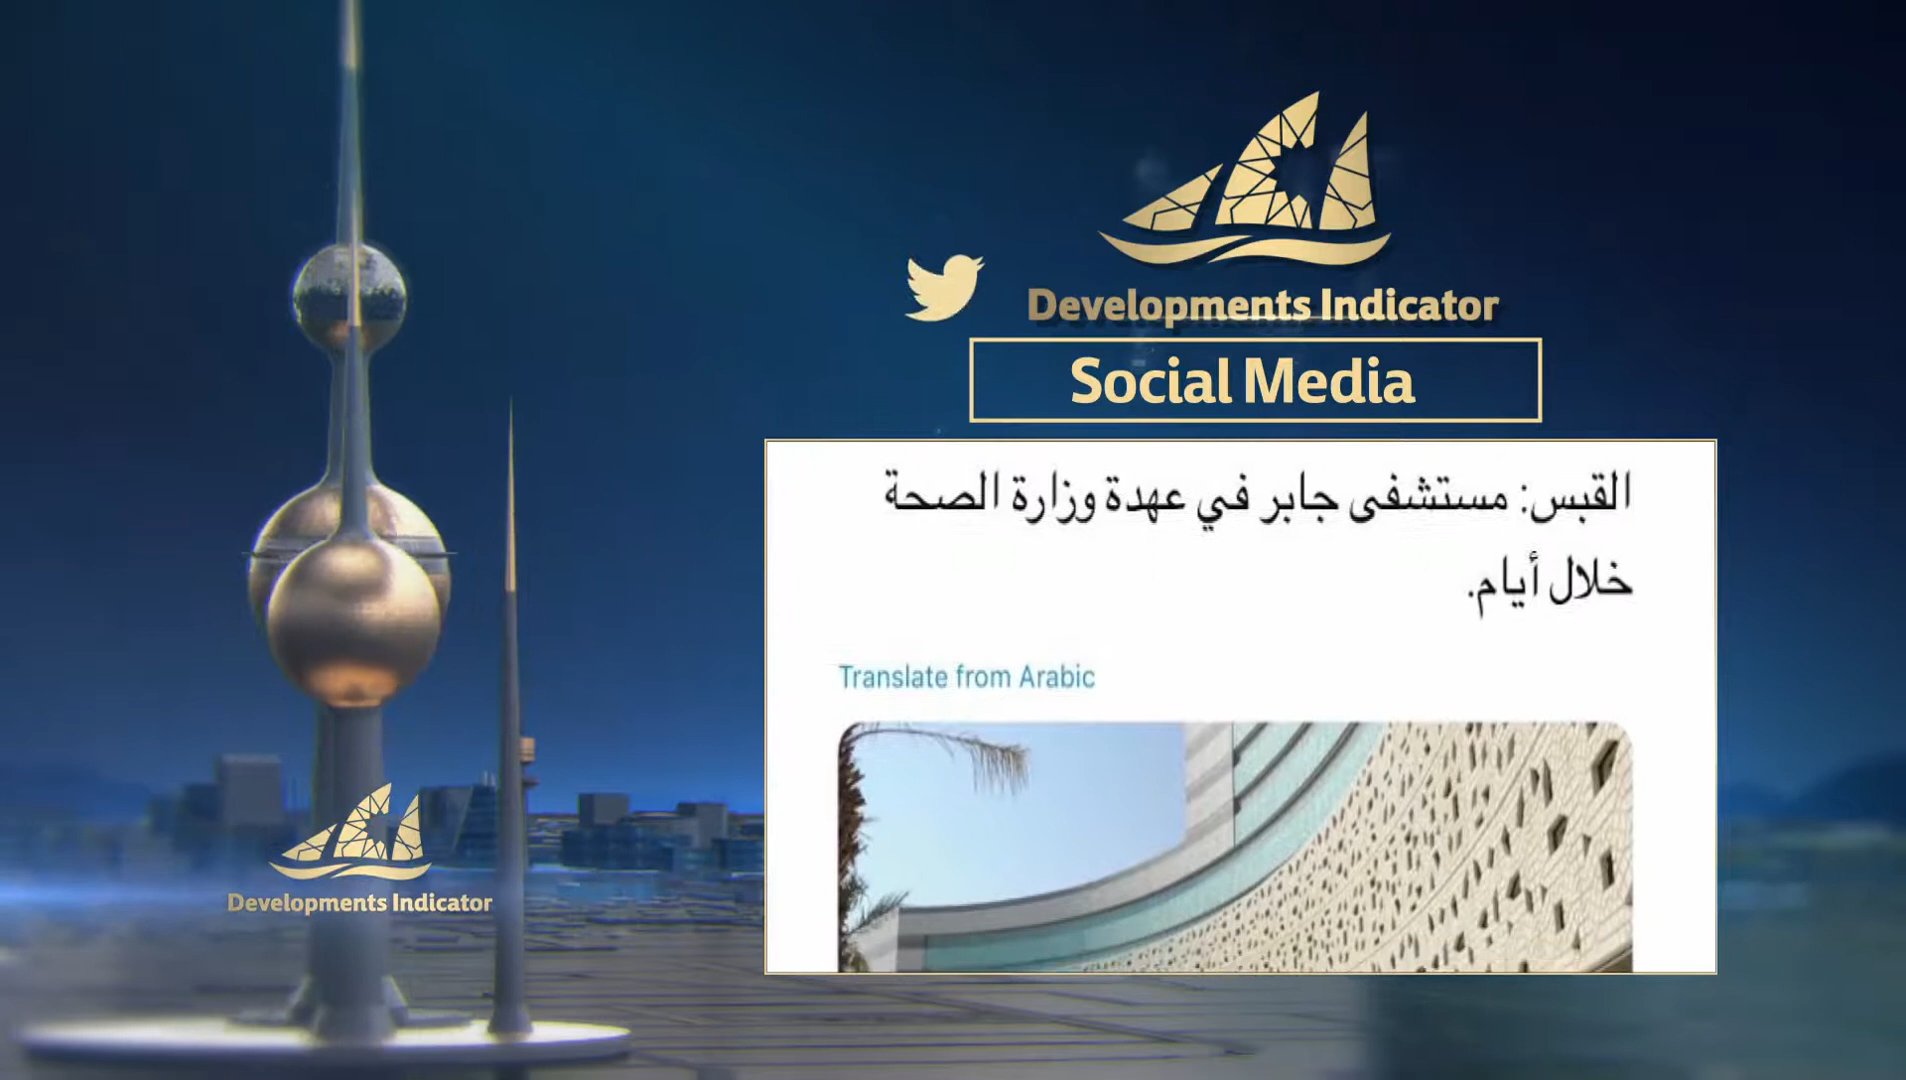 Developments Indicator
Social Media
القبس: مستشفى جابر في عهدة وزارة الصحة
خلال أيام.
Translate from Arabic
Developments Indicator